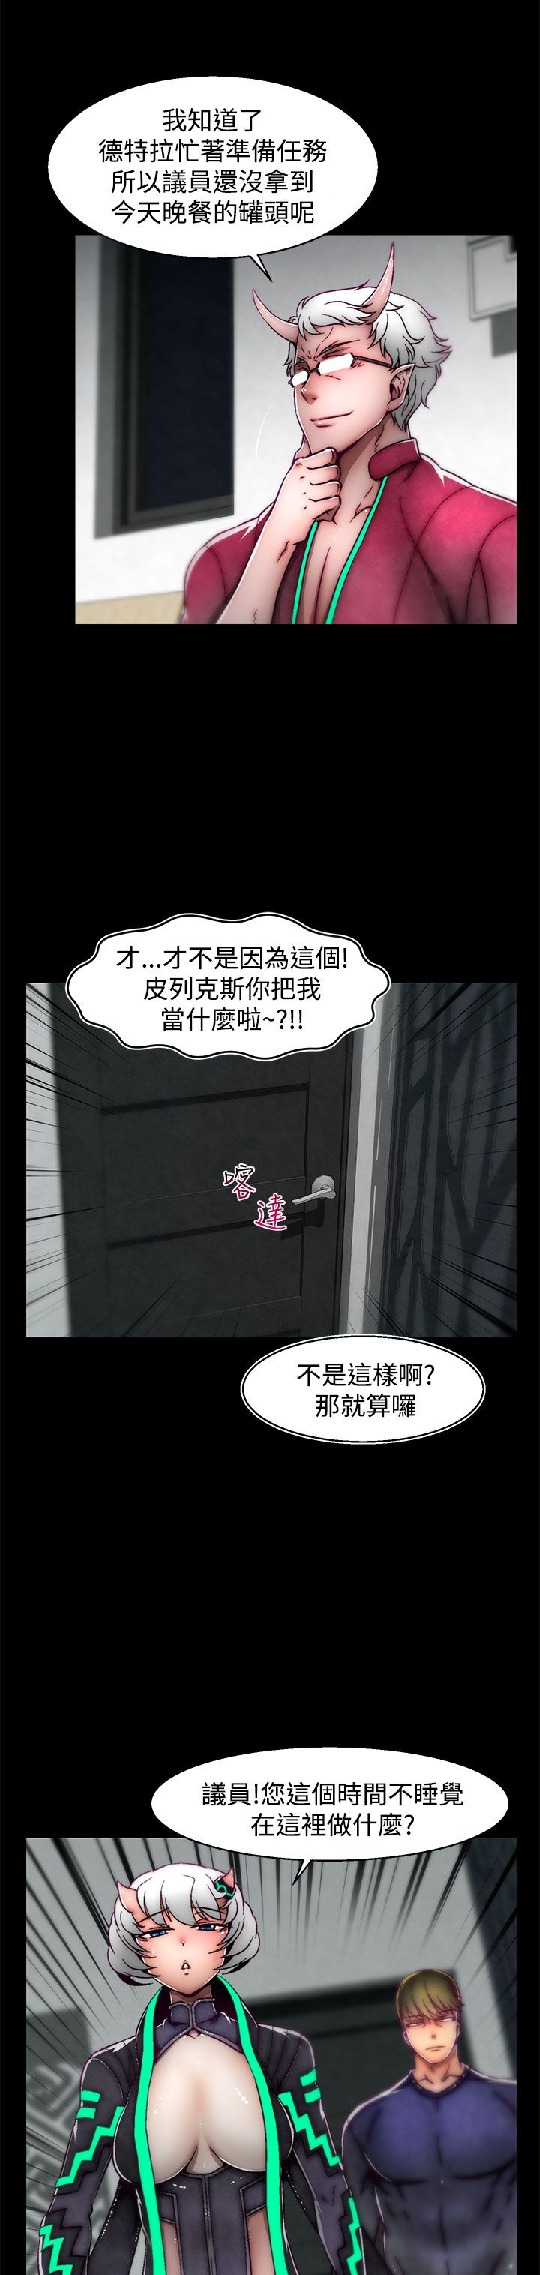 我知道了
德特拉忙著準備任務
所以議員還沒拿到
今天晚餐的罐頭呢
才...才不是因為這個!
皮列克斯你把我
當什麼啦~?!!
喀
達
不是這樣啊?
那就算囉
議員!您這個時間不睡覺
在這裡做什麼?